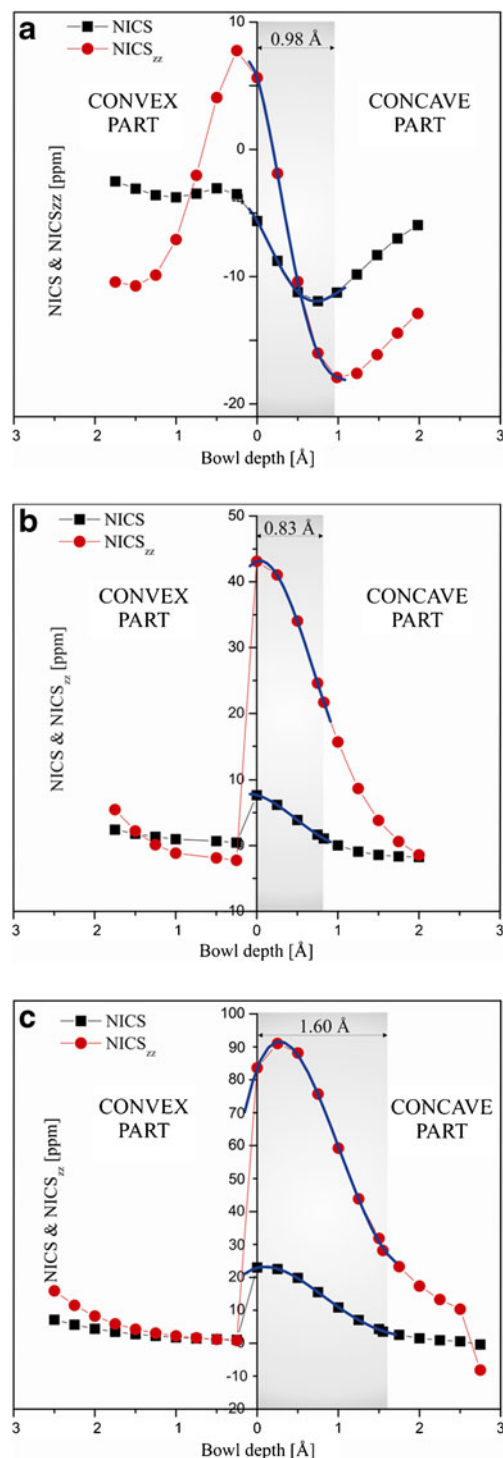 a
NICS
NICSzz
0.98 Å
CONVEX PART
CONCAVE PART
NICS & NICSzz [ppm]
10
0
-10
-20
3 2 1 0 1 2 3
Bowl depth [Å]
b
NICS
NICSzz
0.83 Å
CONVEX PART
CONCAVE PART
NICS & NICSzz [ppm]
50
40
30
20
10
0
10
3 2 1 0 1 2 3
Bowl depth [Å]
c
NICS
NICSzz
1.60 Å
CONVEX PART
CONCAVE PART
NICS & NICSzz [ppm]
100
90
80
70
60
50
40
30
20
10
0
-10
20
3 2 1 0 1 2 3
Bowl depth [Å]